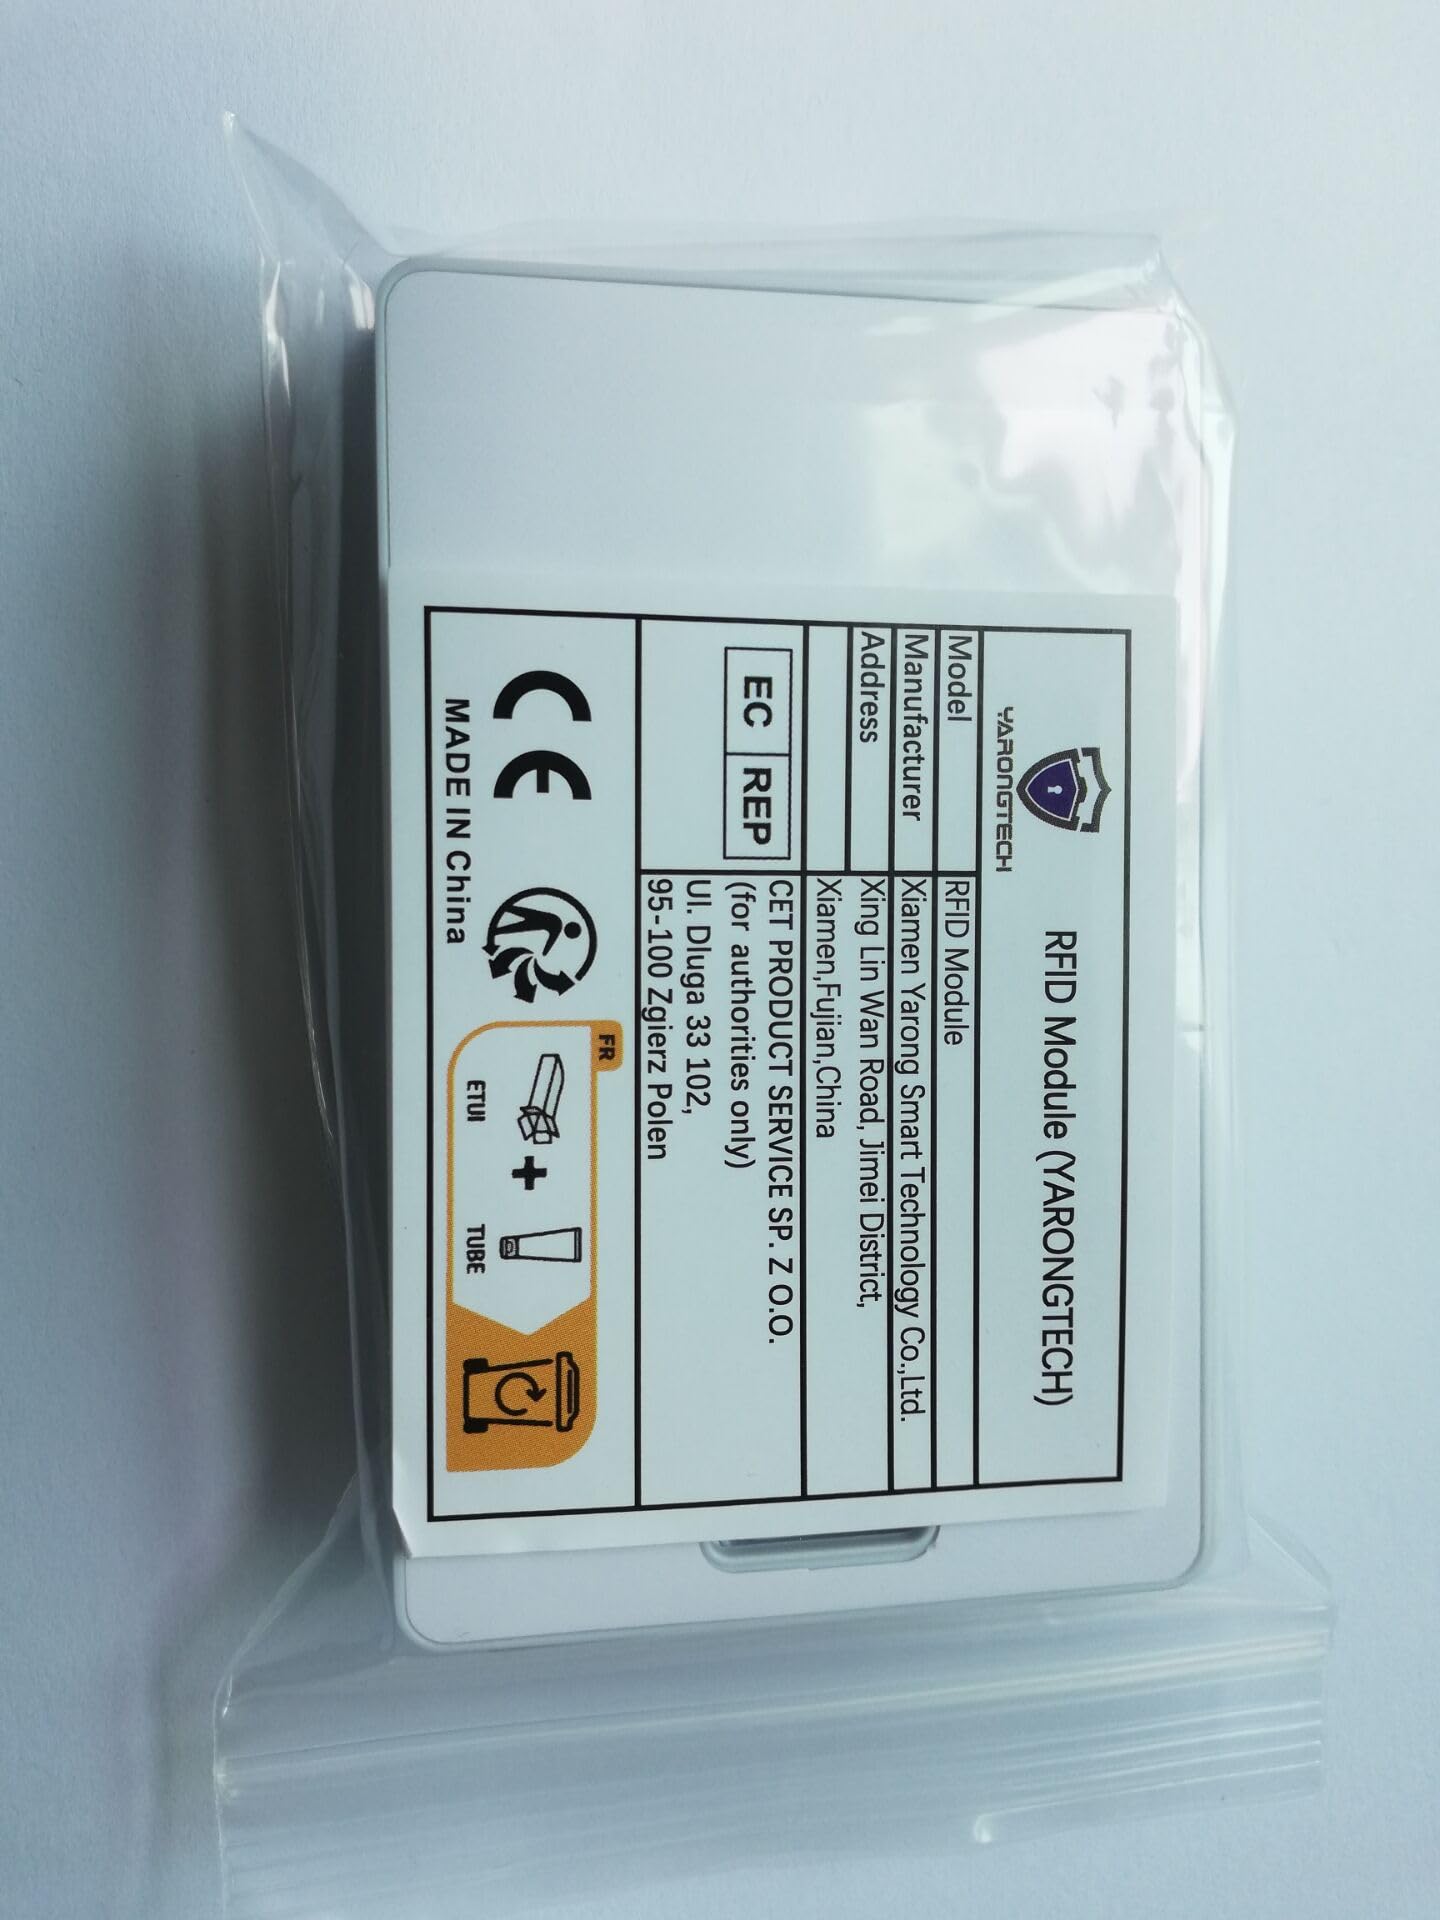 YARONGTECH
RFID Module (YARONGTECH)
Model RFID Module
Manufacturer Xiamen Yarong Smart Technology Co.,Ltd.
Address Xing Lin Wan Road, Jimei District,
Xiamen,Fujian,China
EC REP
CET PRODUCT SERVICE SP. Z O.O.
(for authorities only)
Ul. Dluga 33 102,
95-100 Zgierz Polen
CE
MADE IN China
FR
ETUI + TUBE